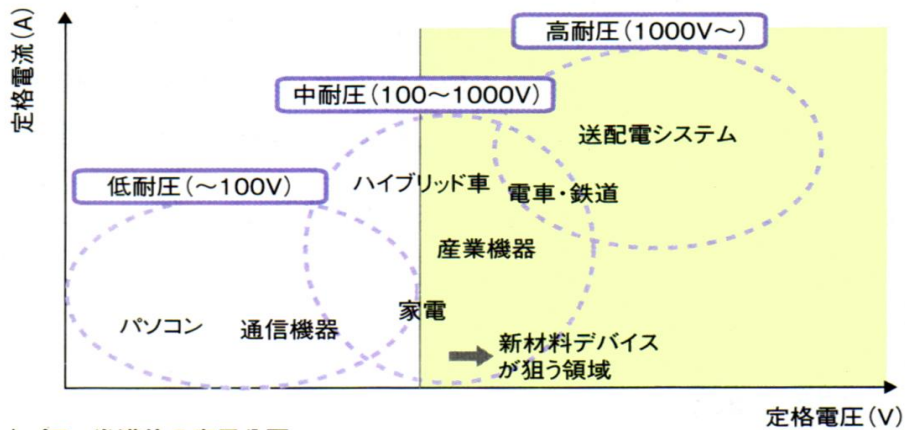 定格電流(A)
高耐圧(1000V〜)
中耐圧(100〜1000V)
送配電システム
低耐圧(〜100V)
ハイブリッド車
電車・鉄道
産業機器
家電
パソコン
通信機器
新材料デバイス
が狙う領域
定格電圧(V)